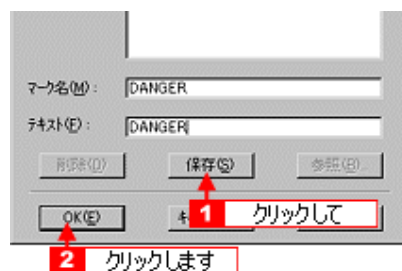 マーク名(M): DANGER
テキスト(E): DANGER
削除(D) 保存(S) 参照(B)...
OK(E) キ
1 クリックして
2 クリックします